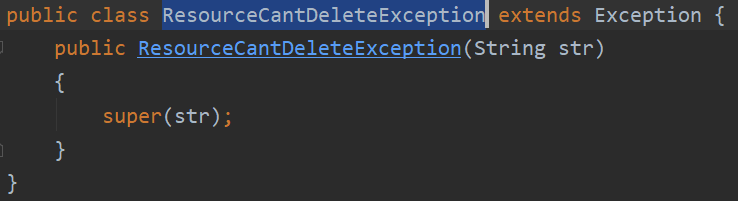 public class ResourceCantDeleteException extends Exception {
    public ResourceCantDeleteException(String str)
    {
        super(str);
    }
}